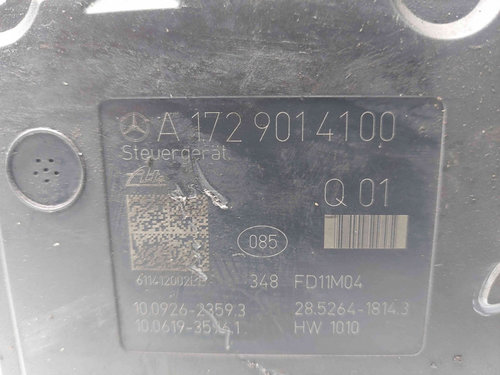 A 172 901 41 00
Steuergerät
Ate
Q 01
085
348 FD11M04
10.0926-2359.3 28.5264-1814.3
HW 1010